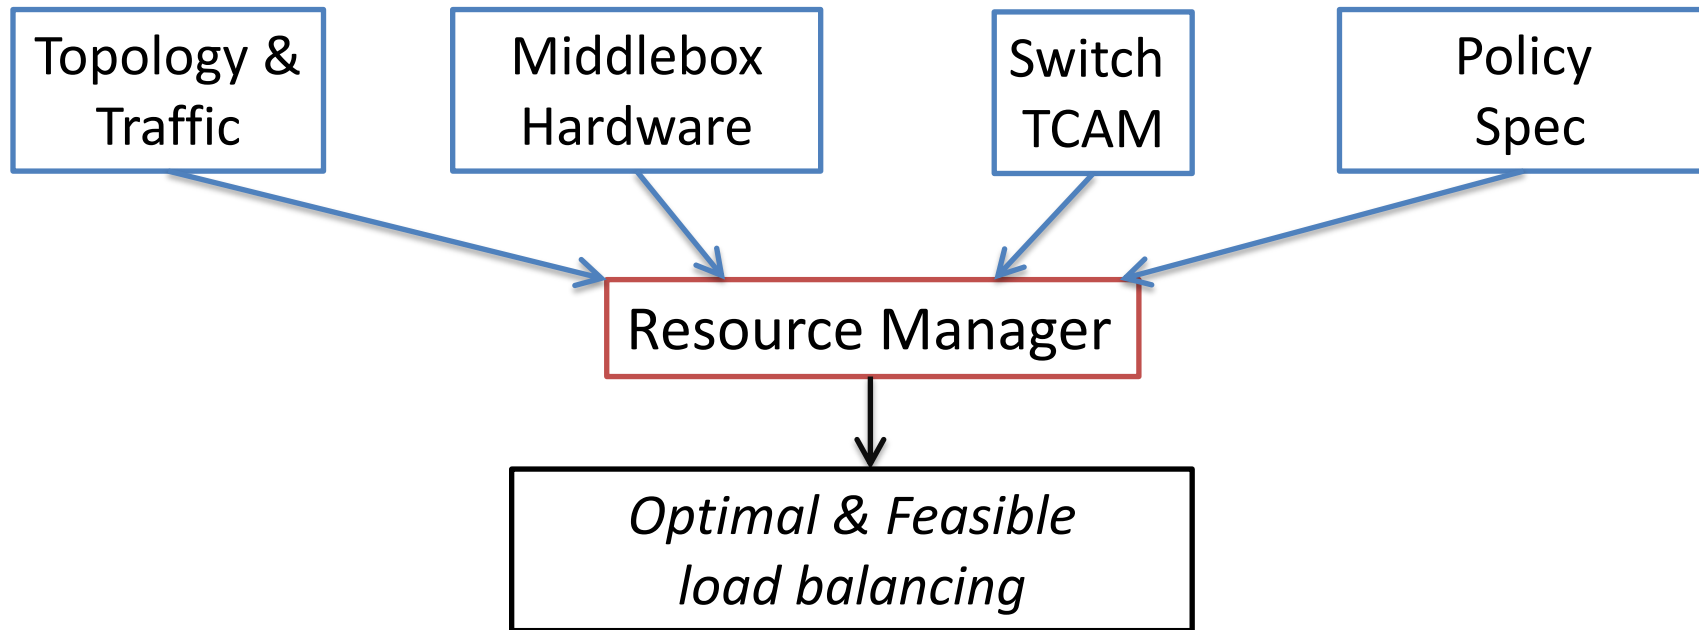 Topology &
Traffic
Middlebox
Hardware
Switch
TCAM
Policy
Spec
Resource Manager
Optimal & Feasible
load balancing